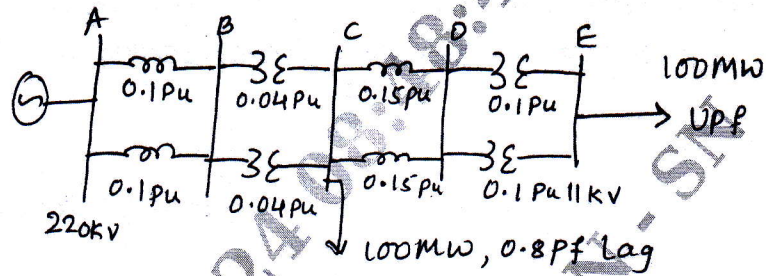 A B C D E
0.1Pu 0.04Pu 0.15Pu 0.1Pu
100MW
UPf
0.1Pu 0.04Pu 0.15Pu 0.1Pu 11KV
220KV
100MW, 0.8Pf Lag